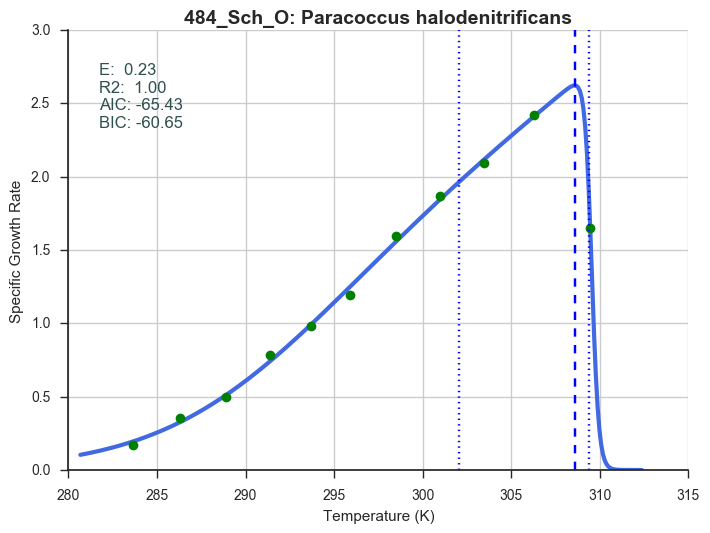 484_Sch_O: Paracoccus halodenitrificans
E:  0.23
R2:  1.00
AIC: -65.43
BIC: -60.65
3.0
2.5
2.0
1.5
1.0
0.5
0.0
Specific Growth Rate
280 285 290 295 300 305 310 315
Temperature (K)